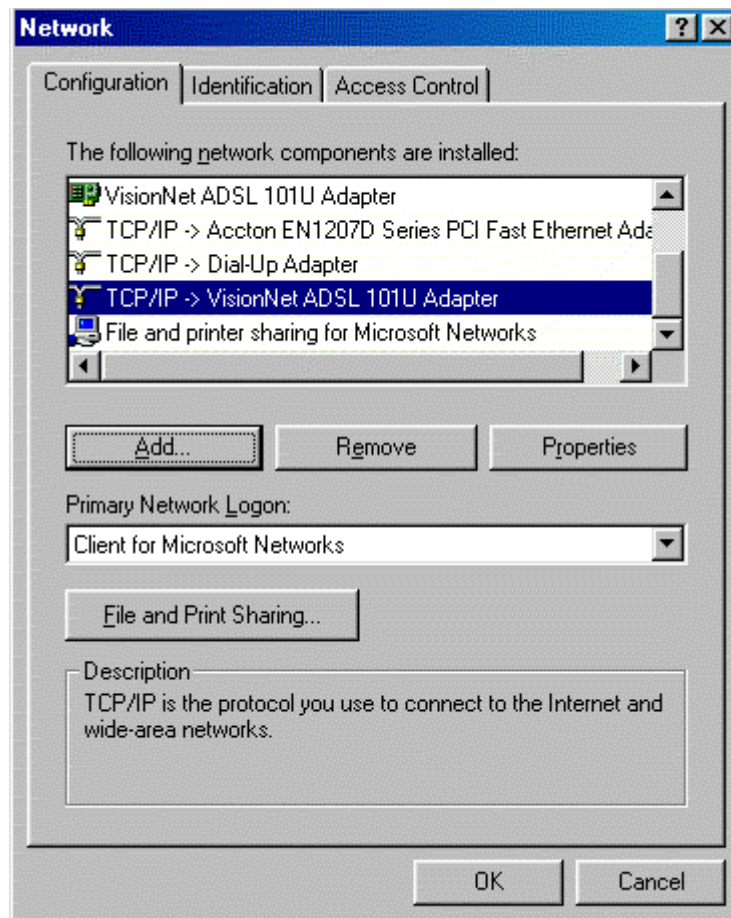 Network
Configuration Identification Access Control
The following network components are installed:
VisionNet ADSL 101U Adapter
TCP/IP -> Accton EN1207D Series PCI Fast Ethernet Ada
TCP/IP -> Dial-Up Adapter
TCP/IP -> VisionNet ADSL 101U Adapter
File and printer sharing for Microsoft Networks
Add... Remove Properties
Primary Network Logon:
Client for Microsoft Networks
File and Print Sharing...
Description
TCP/IP is the protocol you use to connect to the Internet and
wide-area networks.
OK Cancel